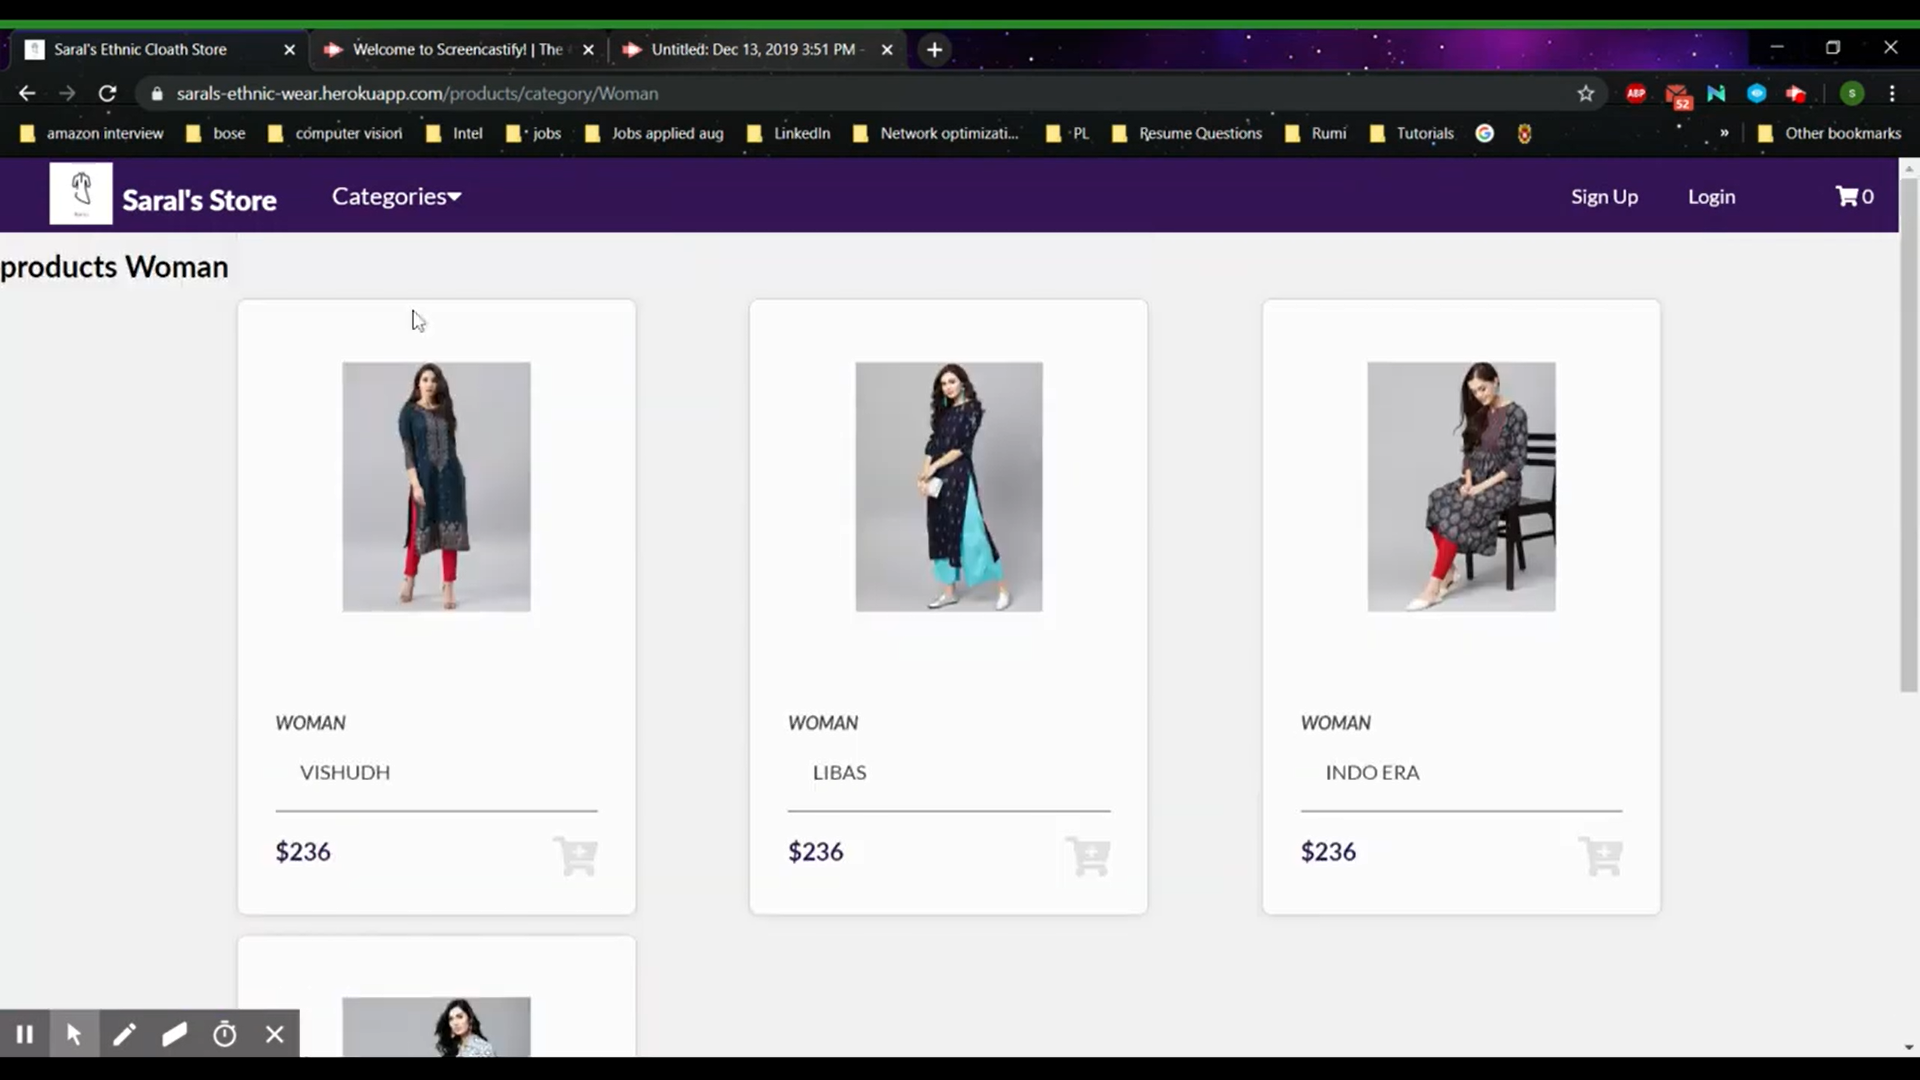 Saral's Ethnic Cloath Store
Welcome to Screencastify! | The
Untitled: Dec 13, 2019 3:51 PM -
sarals-ethnic-wear.herokuapp.com/products/category/Woman
ABP
52
S
amazon interview
bose
computer vision
Intel
jobs
Jobs applied aug
LinkedIn
Network optimizati...
PL
Resume Questions
Rumi
Tutorials
»
Other bookmarks
Saral's Store
Categories
Sign Up
Login
0
products Woman
WOMAN
VISHUDH
$236
WOMAN
LIBAS
$236
WOMAN
INDO ERA
$236